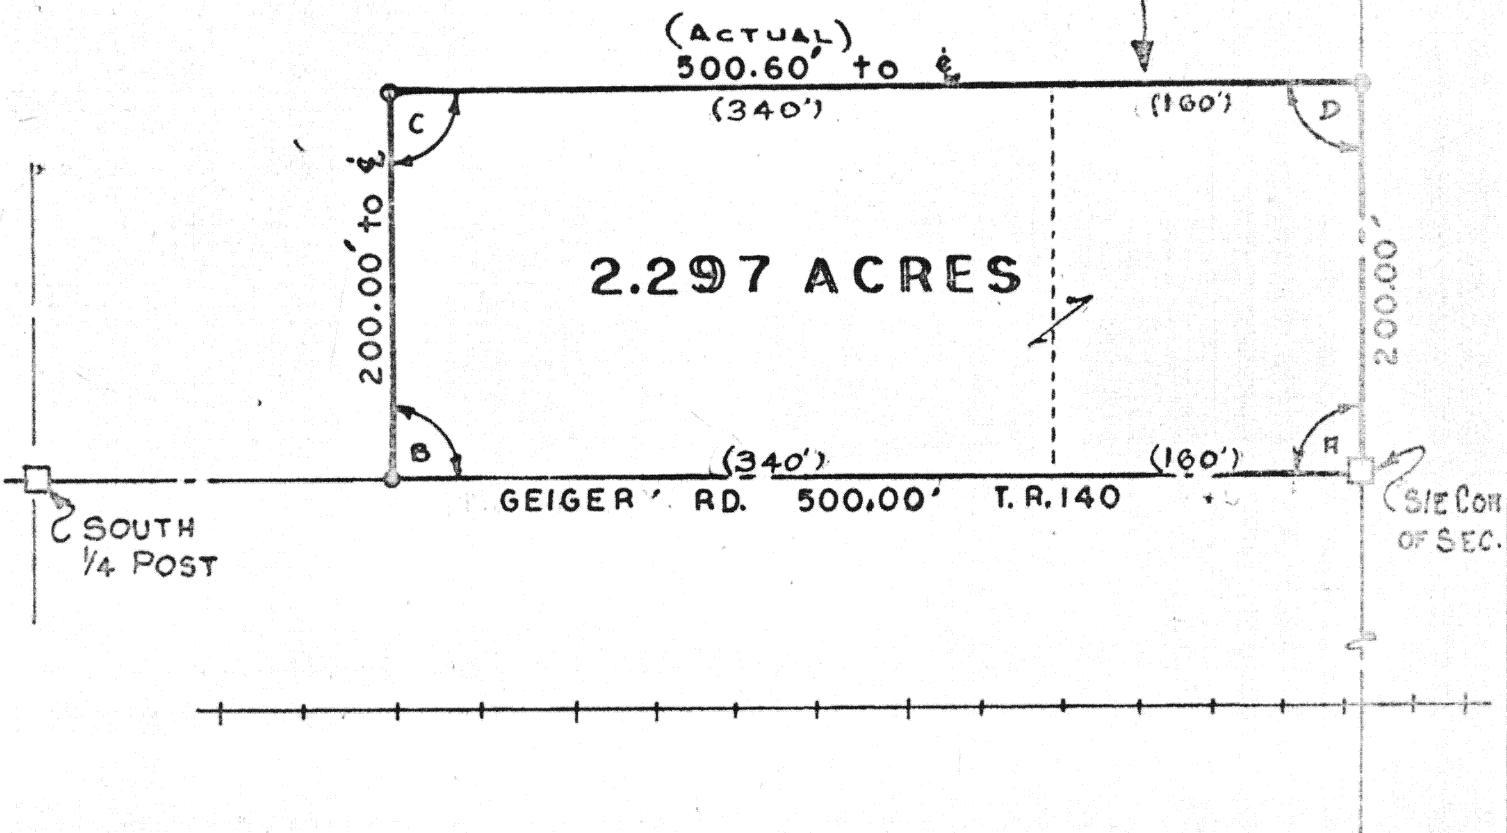 (ACTUAL)
500.60' to ℄
(340')
(160')
C
D
200.00' to ℄
2.297 ACRES
200.00'
B
A
(340')
(160')
GEIGER RD. 500.00' T.R. 140
SOUTH
1/4 POST
S/E COR
OF SEC.